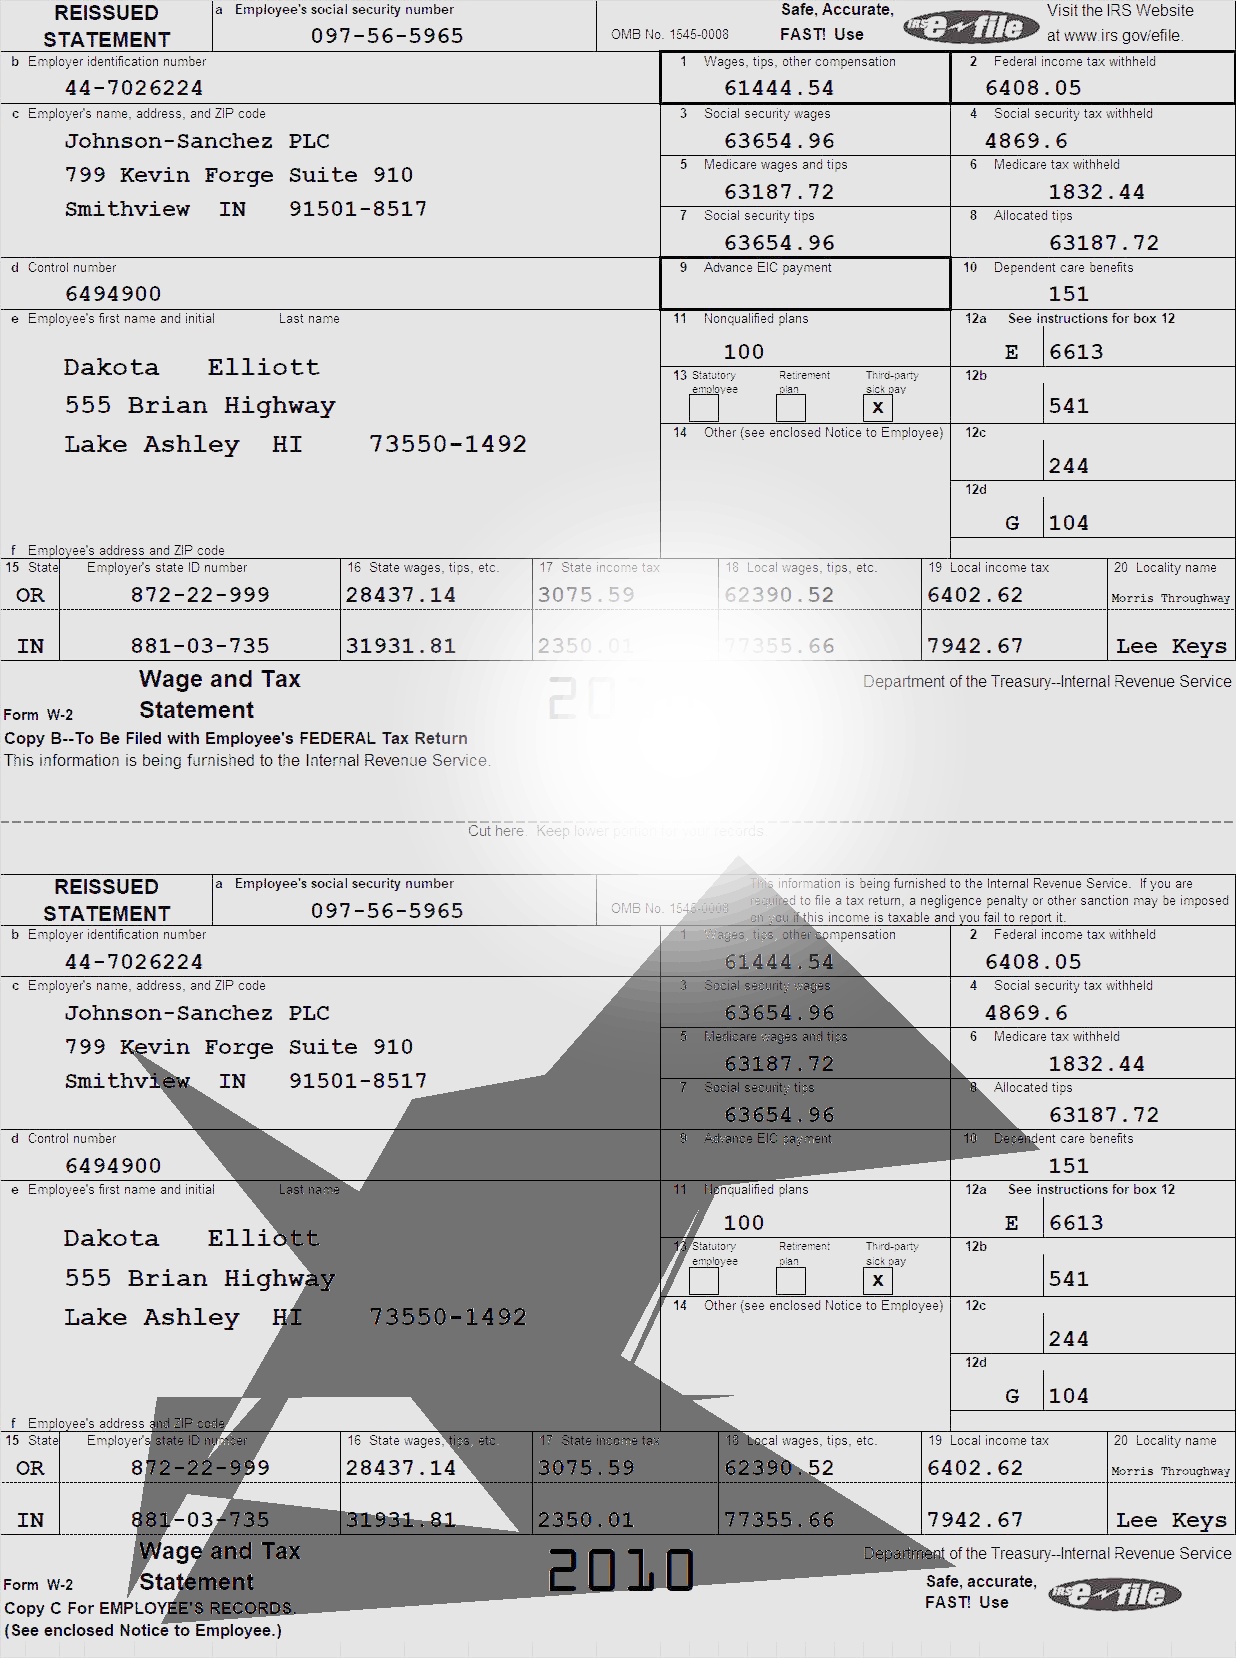 REISSUED STATEMENT
a Employee's social security number
097-56-5965
OMB No. 1545-0008
Safe, Accurate, FAST! Use
IRS e-file
Visit the IRS Website at www.irs.gov/efile.
b Employer identification number
44-7026224
1 Wages, tips, other compensation
61444.54
2 Federal income tax withheld
6408.05
c Employer's name, address, and ZIP code
Johnson-Sanchez PLC
799 Kevin Forge Suite 910
Smithview IN 91501-8517
3 Social security wages
63654.96
4 Social security tax withheld
4869.6
5 Medicare wages and tips
63187.72
6 Medicare tax withheld
1832.44
7 Social security tips
63654.96
8 Allocated tips
63187.72
d Control number
6494900
9 Advance EIC payment
10 Dependent care benefits
151
e Employee's first name and initial Last name
Dakota Elliott
555 Brian Highway
Lake Ashley HI 73550-1492
11 Nonqualified plans
100
12a See instructions for box 12
E 6613
13 Statutory employee Retirement plan Third-party sick pay
X
12b
541
14 Other (see enclosed Notice to Employee)
12c
244
12d
G 104
f Employee's address and ZIP code
15 State Employer's state ID number 16 State wages, tips, etc. 17 State income tax 18 Local wages, tips, etc. 19 Local income tax 20 Locality name
OR 872-22-999 28437.14 3075.59 62390.52 6402.62 Morris Throughway
IN 881-03-735 31931.81 2350.01 77355.66 7942.67 Lee Keys
Form W-2 Wage and Tax Statement
Department of the Treasury--Internal Revenue Service
Copy B--To Be Filed with Employee's FEDERAL Tax Return
This information is being furnished to the Internal Revenue Service.
Cut here. Keep lower portion for your records.
REISSUED STATEMENT
a Employee's social security number
097-56-5965
OMB No. 1545-0008
This information is being furnished to the Internal Revenue Service. If you are
required to file a tax return, a negligence penalty or other sanction may be imposed
on you if this income is taxable and you fail to report it.
b Employer identification number
44-7026224
1 Wages, tips, other compensation
61444.54
2 Federal income tax withheld
6408.05
c Employer's name, address, and ZIP code
Johnson-Sanchez PLC
799 Kevin Forge Suite 910
Smithview IN 91501-8517
3 Social security wages
63654.96
4 Social security tax withheld
4869.6
5 Medicare wages and tips
63187.72
6 Medicare tax withheld
1832.44
7 Social security tips
63654.96
8 Allocated tips
63187.72
d Control number
6494900
9 Advance EIC payment
10 Dependent care benefits
151
e Employee's first name and initial Last name
Dakota Elliott
555 Brian Highway
Lake Ashley HI 73550-1492
11 Nonqualified plans
100
12a See instructions for box 12
E 6613
13 Statutory employee Retirement plan Third-party sick pay
X
12b
541
14 Other (see enclosed Notice to Employee)
12c
244
12d
G 104
f Employee's address and ZIP code
15 State Employer's state ID number 16 State wages, tips, etc. 17 State income tax 18 Local wages, tips, etc. 19 Local income tax 20 Locality name
OR 872-22-999 28437.14 3075.59 62390.52 6402.62 Morris Throughway
IN 881-03-735 31931.81 2350.01 77355.66 7942.67 Lee Keys
Form W-2 Wage and Tax Statement
2010
Department of the Treasury--Internal Revenue Service
Safe, accurate, FAST! Use
IRS e-file
Copy C For EMPLOYEE'S RECORDS.
(See enclosed Notice to Employee.)